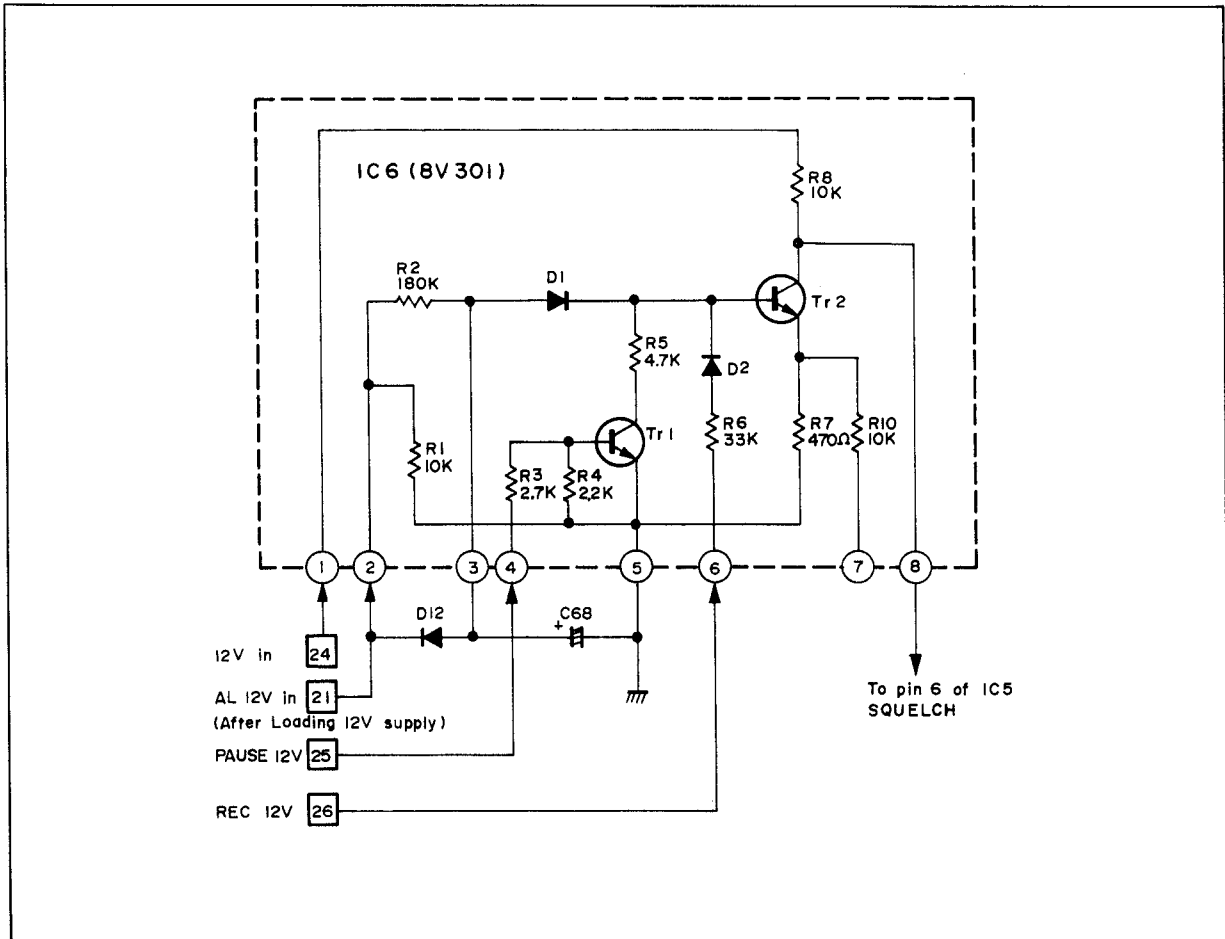 IC6 (8V301)
R8
10K
R2
180K
D1
Tr2
R5
4.7K
D2
R1
10K
Tr1
R6
33K
R7
470Ω
R10
10K
R3
2.7K
R4
2.2K
1
2
3
4
5
6
7
8
D12
+
C68
12V in
24
AL 12V in
21
(After Loading 12V supply)
PAUSE 12V
25
REC 12V
26
To pin 6 of IC5
SQUELCH